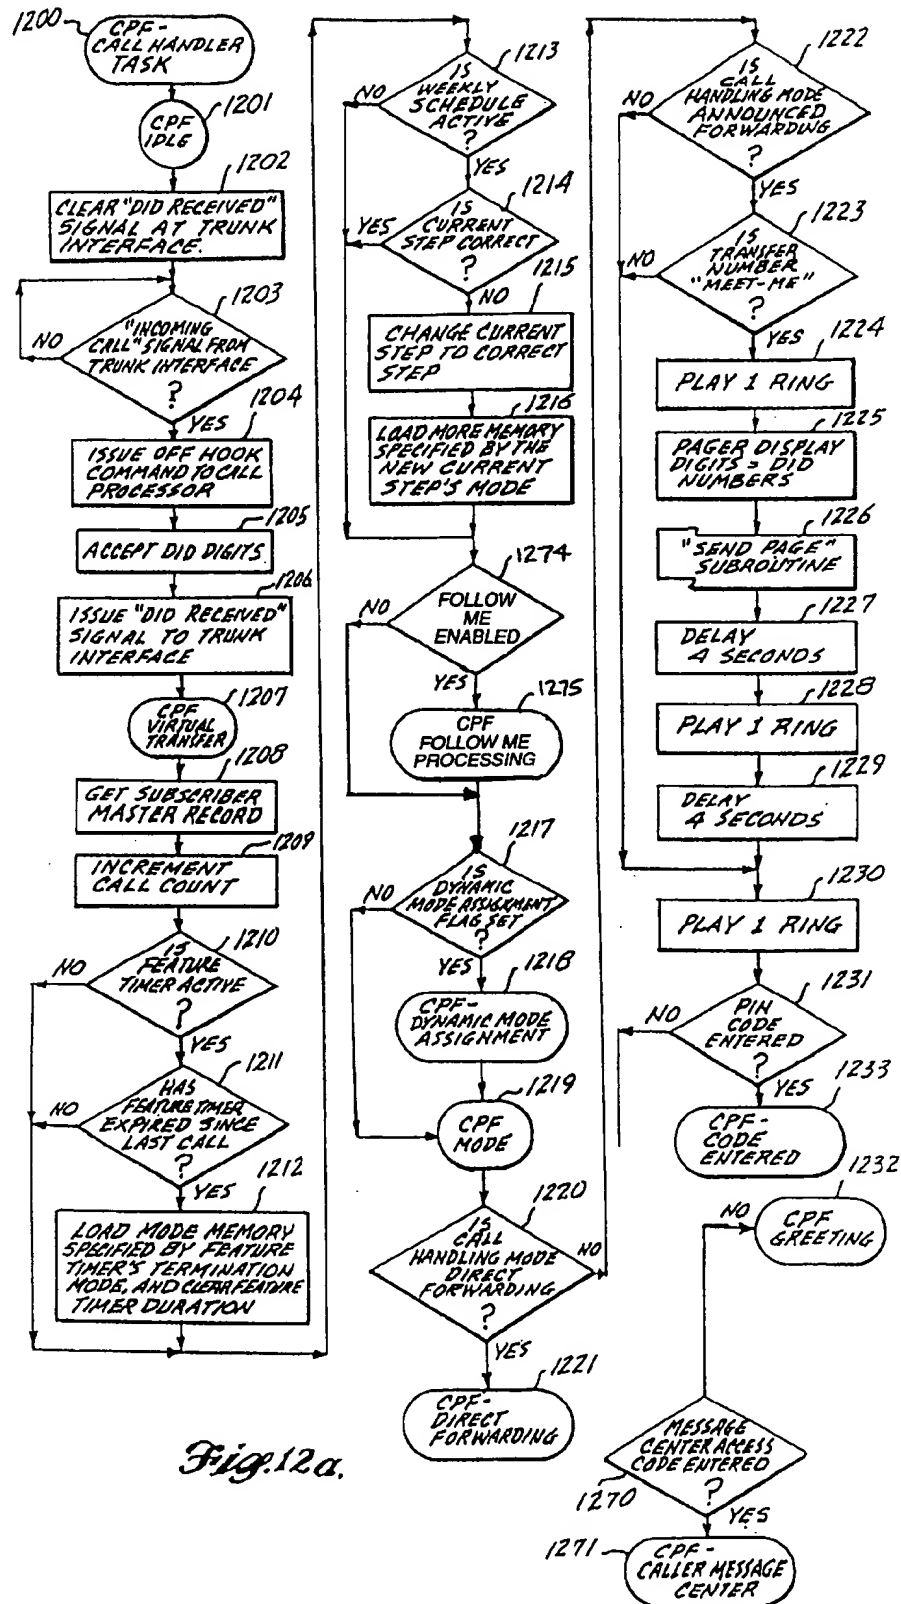 1200
CPF-
CALL HANDLER
TASK
1201
CPF
IDLE
1202
CLEAR "DID RECEIVED"
SIGNAL AT TRUNK
INTERFACE.
1203
"INCOMING
CALL" SIGNAL FROM
TRUNK INTERFACE
?
NO
YES
1204
ISSUE OFF HOOK
COMMAND TO CALL
PROCESSOR
1205
ACCEPT DID DIGITS
1206
ISSUE "DID RECEIVED"
SIGNAL TO TRUNK
INTERFACE
1207
CPF
VIRTUAL
TRANSFER
1208
GET SUBSCRIBER
MASTER RECORD
1209
INCREMENT
CALL COUNT
1210
IS
FEATURE
TIMER ACTIVE
?
NO
YES
1211
HAS
FEATURE TIMER
EXPIRED SINCE
LAST CALL
?
NO
YES
1212
LOAD MODE MEMORY
SPECIFIED BY FEATURE
TIMER'S TERMINATION
MODE, AND CLEAR FEATURE
TIMER DURATION
1213
IS
WEEKLY
SCHEDULE
ACTIVE
?
NO
YES
1214
IS
CURRENT
STEP CORRECT
?
YES
NO
1215
CHANGE CURRENT
STEP TO CORRECT
STEP
1216
LOAD MORE MEMORY
SPECIFIED BY THE
NEW CURRENT
STEP'S MODE
1274
FOLLOW
ME
ENABLED
NO
YES
1275
CPF
FOLLOW ME
PROCESSING
1217
IS
DYNAMIC
MODE ASSIGNMENT
FLAG SET
?
NO
YES
1218
CPF-
DYNAMIC MODE
ASSIGNMENT
1219
CPF
MODE
1220
IS
CALL
HANDLING MODE
DIRECT
FORWARDING
?
NO
YES
1221
CPF-
DIRECT
FORWARDING
1222
IS
CALL
HANDLING MODE
ANNOUNCED
FORWARDING
?
NO
YES
1223
IS
TRANSFER
NUMBER
"MEET-ME"
?
NO
YES
1224
PLAY 1 RING
1225
PAGER DISPLAY
DIGITS = DID
NUMBERS
1226
"SEND PAGE"
SUBROUTINE
1227
DELAY
4 SECONDS
1228
PLAY 1 RING
1229
DELAY
4 SECONDS
1230
PLAY 1 RING
1231
PIN
CODE
ENTERED
?
NO
YES
1233
CPF-
CODE
ENTERED
1232
NO
CPF
GREETING
MESSAGE
CENTER ACCESS
CODE ENTERED
?
1270
YES
1271
CPF-
CALLER MESSAGE
CENTER
Fig. 12a.